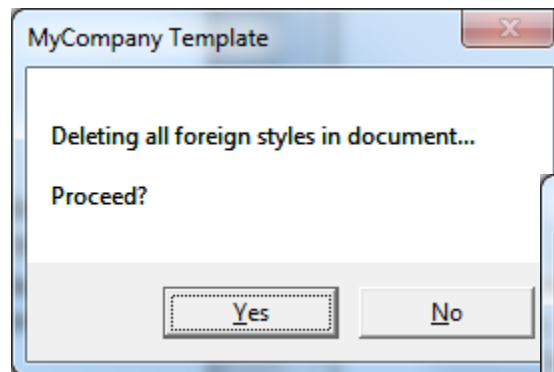 MyCompany Template
Deleting all foreign styles in document...
Proceed?
Yes
No